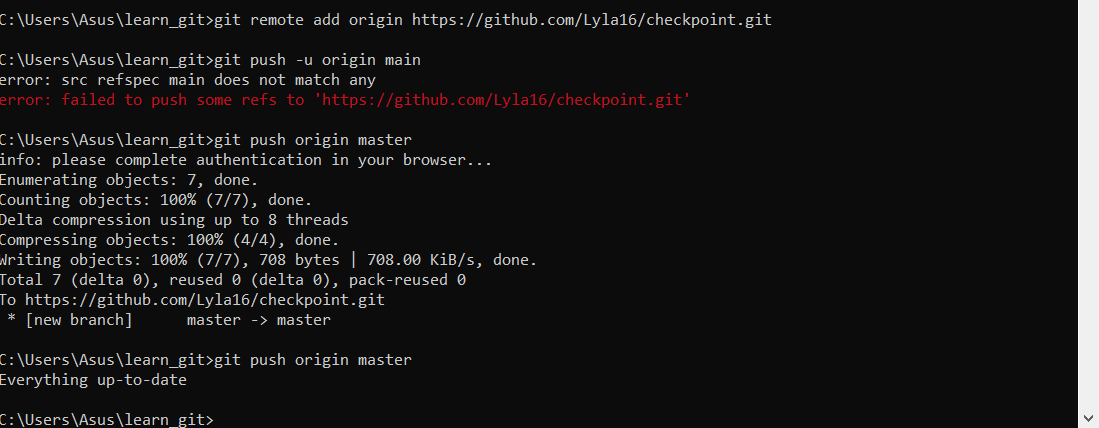 C:\Users\Asus\learn_git>git remote add origin https://github.com/Lyla16/checkpoint.git
C:\Users\Asus\learn_git>git push -u origin main
error: src refspec main does not match any
error: failed to push some refs to 'https://github.com/Lyla16/checkpoint.git'
C:\Users\Asus\learn_git>git push origin master
info: please complete authentication in your browser...
Enumerating objects: 7, done.
Counting objects: 100% (7/7), done.
Delta compression using up to 8 threads
Compressing objects: 100% (4/4), done.
Writing objects: 100% (7/7), 708 bytes | 708.00 KiB/s, done.
Total 7 (delta 0), reused 0 (delta 0), pack-reused 0
To https://github.com/Lyla16/checkpoint.git
 * [new branch]      master -> master
C:\Users\Asus\learn_git>git push origin master
Everything up-to-date
C:\Users\Asus\learn_git>